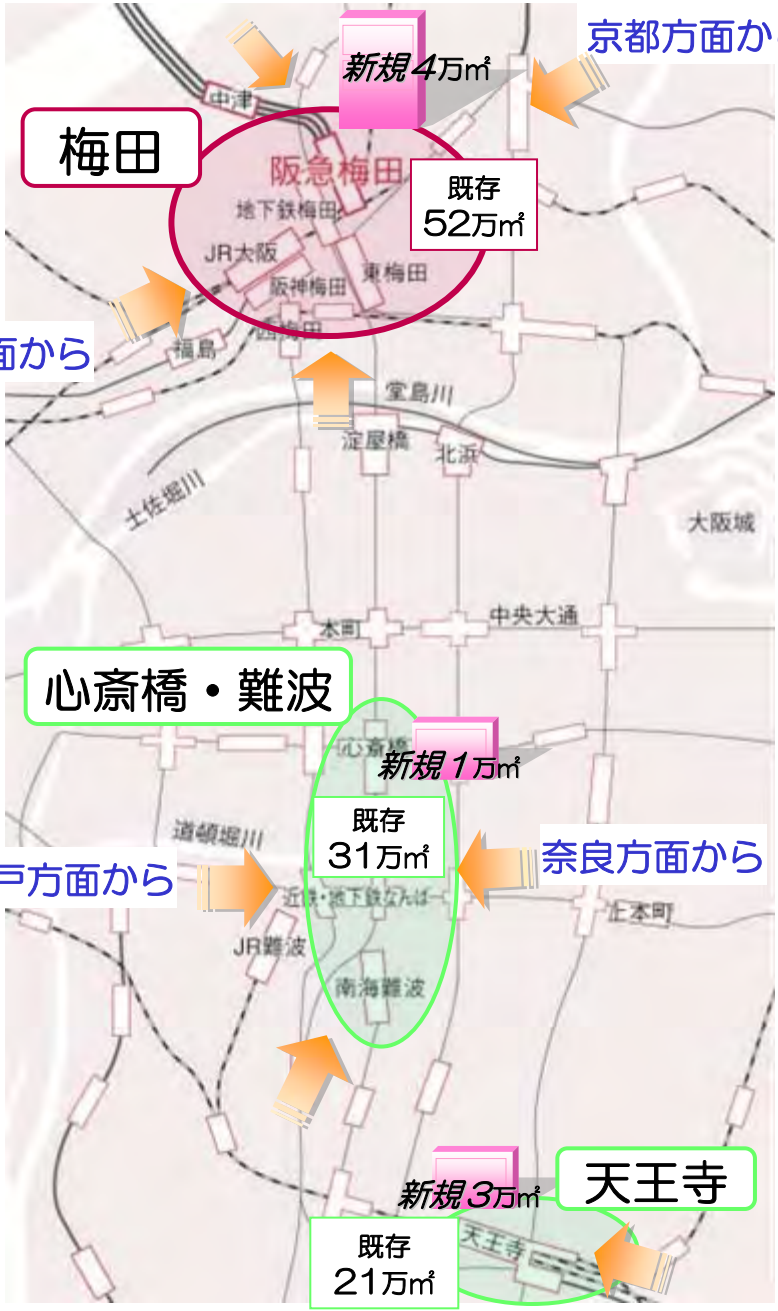 京都方面か
新規4万㎡
中津
梅田
阪急梅田
既存
52万㎡
地下鉄梅田
JR大阪
東梅田
阪神梅田
西梅田
福島
面から
堂島川
淀屋橋
北浜
土佐堀川
大阪城
中央大通
本町
心斎橋・難波
心斎橋
新規1万㎡
既存
31万㎡
道頓堀川
奈良方面から
戸方面から
近鉄・地下鉄なんば
上本町
JR難波
南海難波
天王寺
新規3万㎡
天王寺
既存
21万㎡